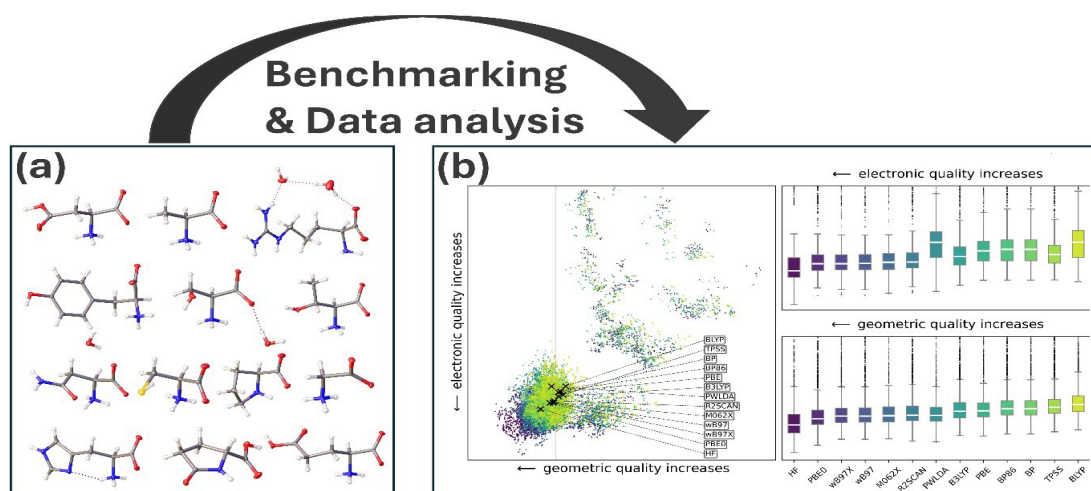 Benchmarking
& Data analysis
(a)
(b)
← electronic quality increases
← electronic quality increases
BLYP
TPSS
BP
BP86
PBE
B3LYP
PWLDA
R2SCAN
M062X
wB97
wB97X
PBE0
HF
← geometric quality increases
← geometric quality increases
HF
PBE0
wB97X
wB97
M062X
R2SCAN
PWLDA
B3LYP
PBE
BP86
BP
TPSS
BLYP